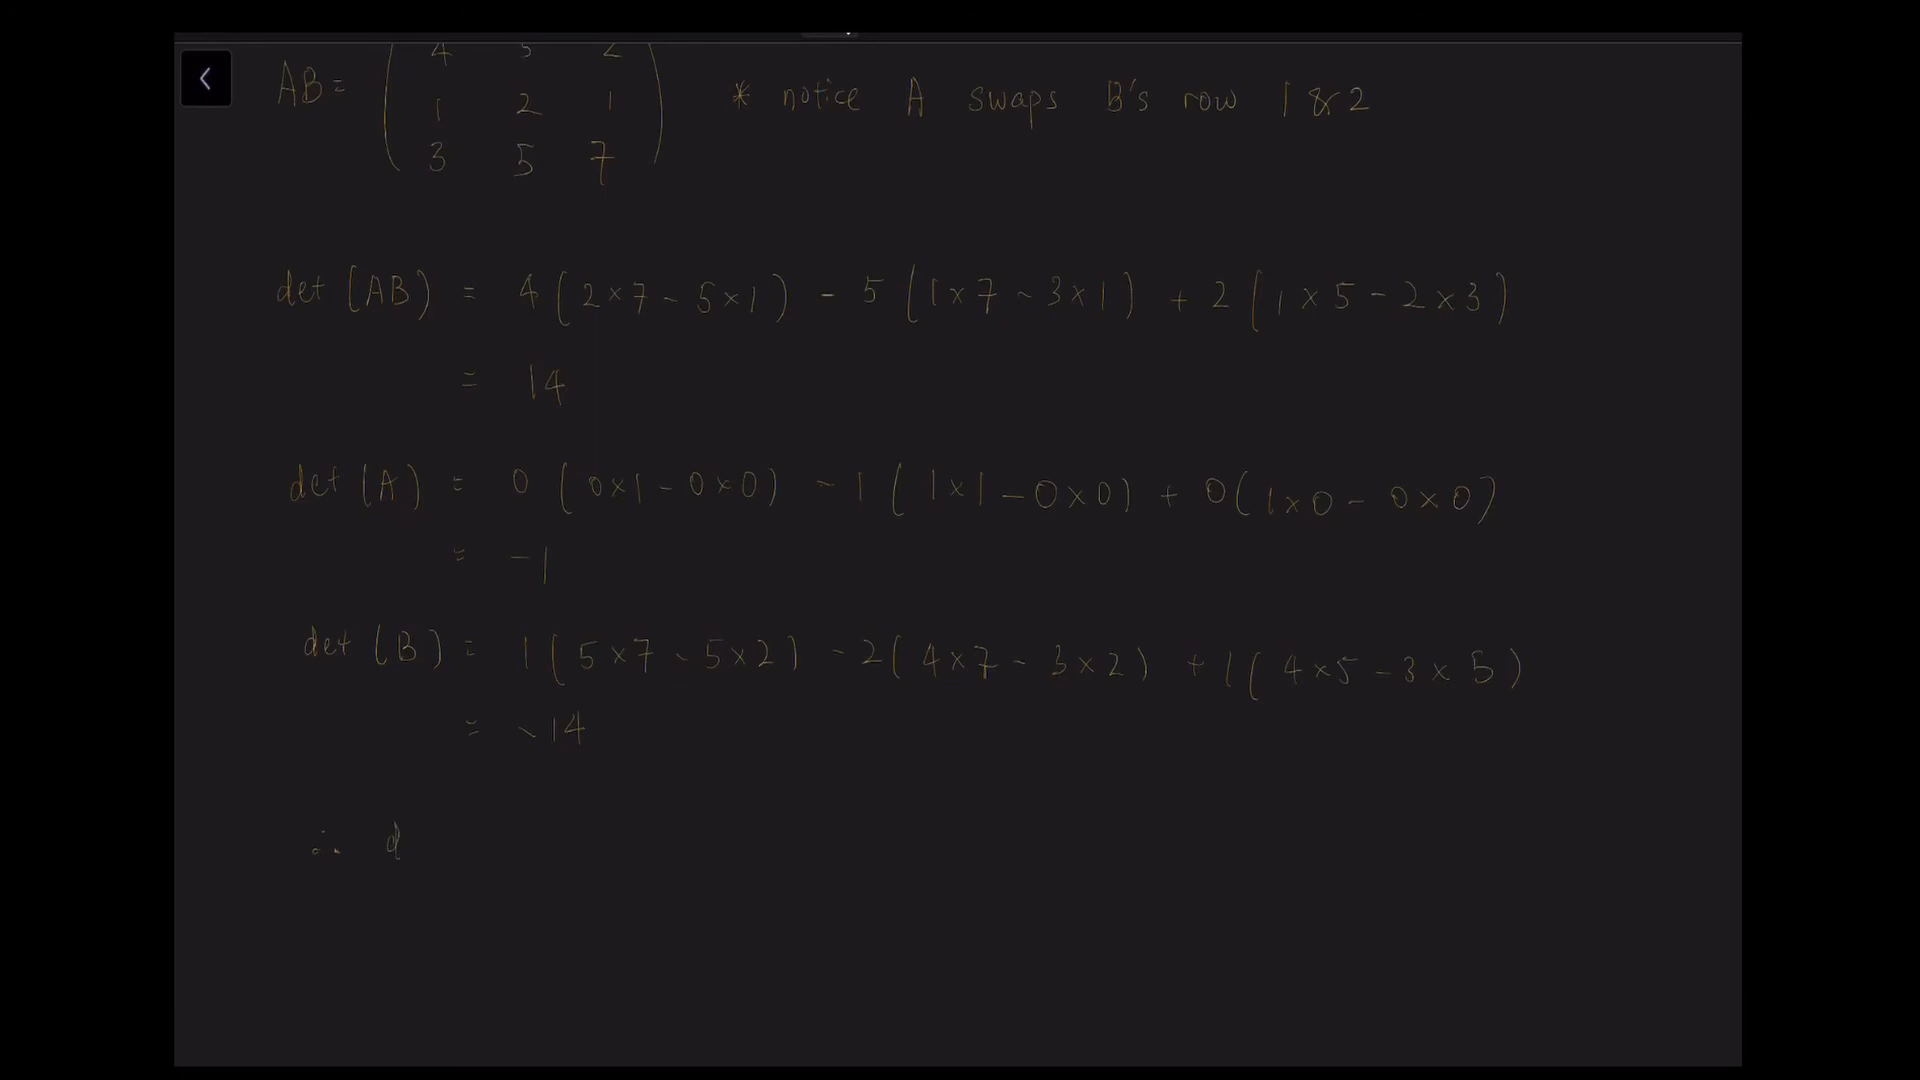 4 5 2
AB= 1 2 1 * notice A swaps B's row 1 & 2
3 5 7
det (AB) = 4 (2×7 - 5×1) - 5 (1×7 - 3×1) + 2 (1×5 - 2×3)
= 14
det (A) = 0 (0×1 - 0×0) - 1 (1×1 - 0×0) + 0 (1×0 - 0×0)
= -1
det (B) = 1 (5×7 - 5×2) - 2 (4×7 - 3×2) + 1 (4×5 - 3×5)
= -14
∴ d